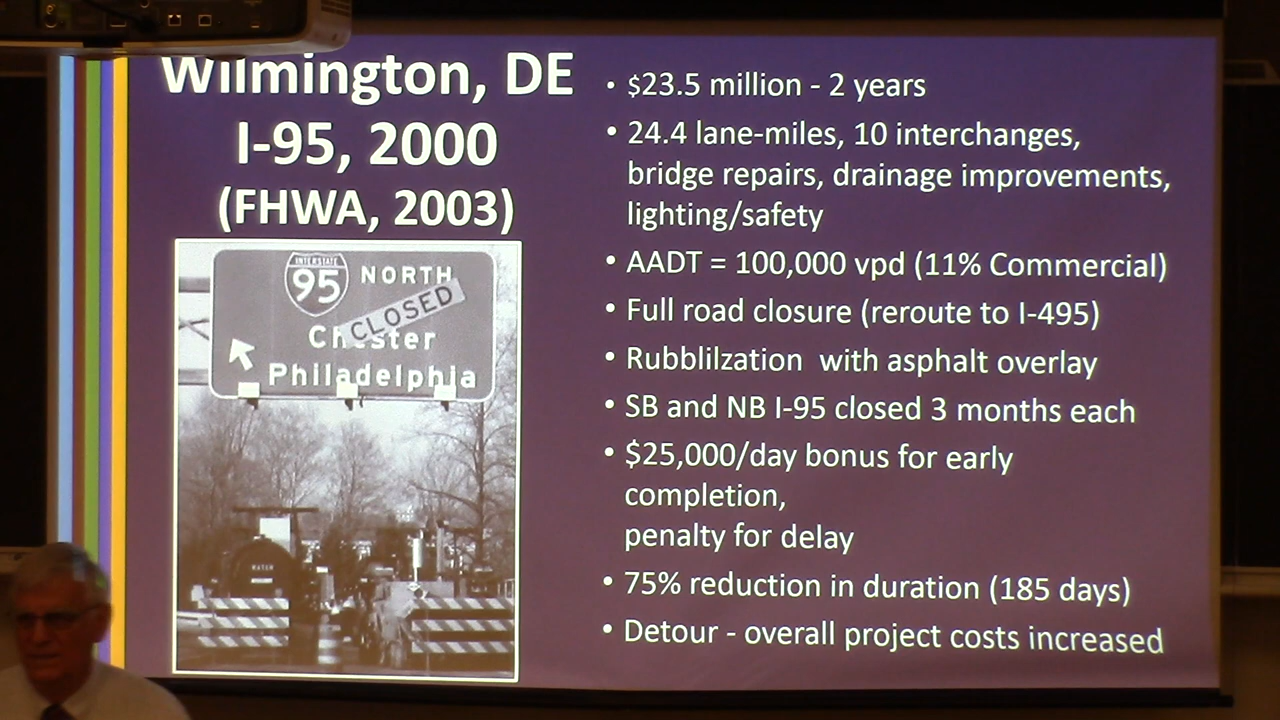 Wilmington, DE
I-95, 2000
(FHWA, 2003)
INTERSTATE
95 NORTH
CLOSED
Chester
Philadelphia
WATER
• $23.5 million - 2 years
• 24.4 lane-miles, 10 interchanges,
bridge repairs, drainage improvements,
lighting/safety
• AADT = 100,000 vpd (11% Commercial)
• Full road closure (reroute to I-495)
• Rubblilzation with asphalt overlay
• SB and NB I-95 closed 3 months each
• $25,000/day bonus for early
completion,
penalty for delay
• 75% reduction in duration (185 days)
• Detour - overall project costs increased